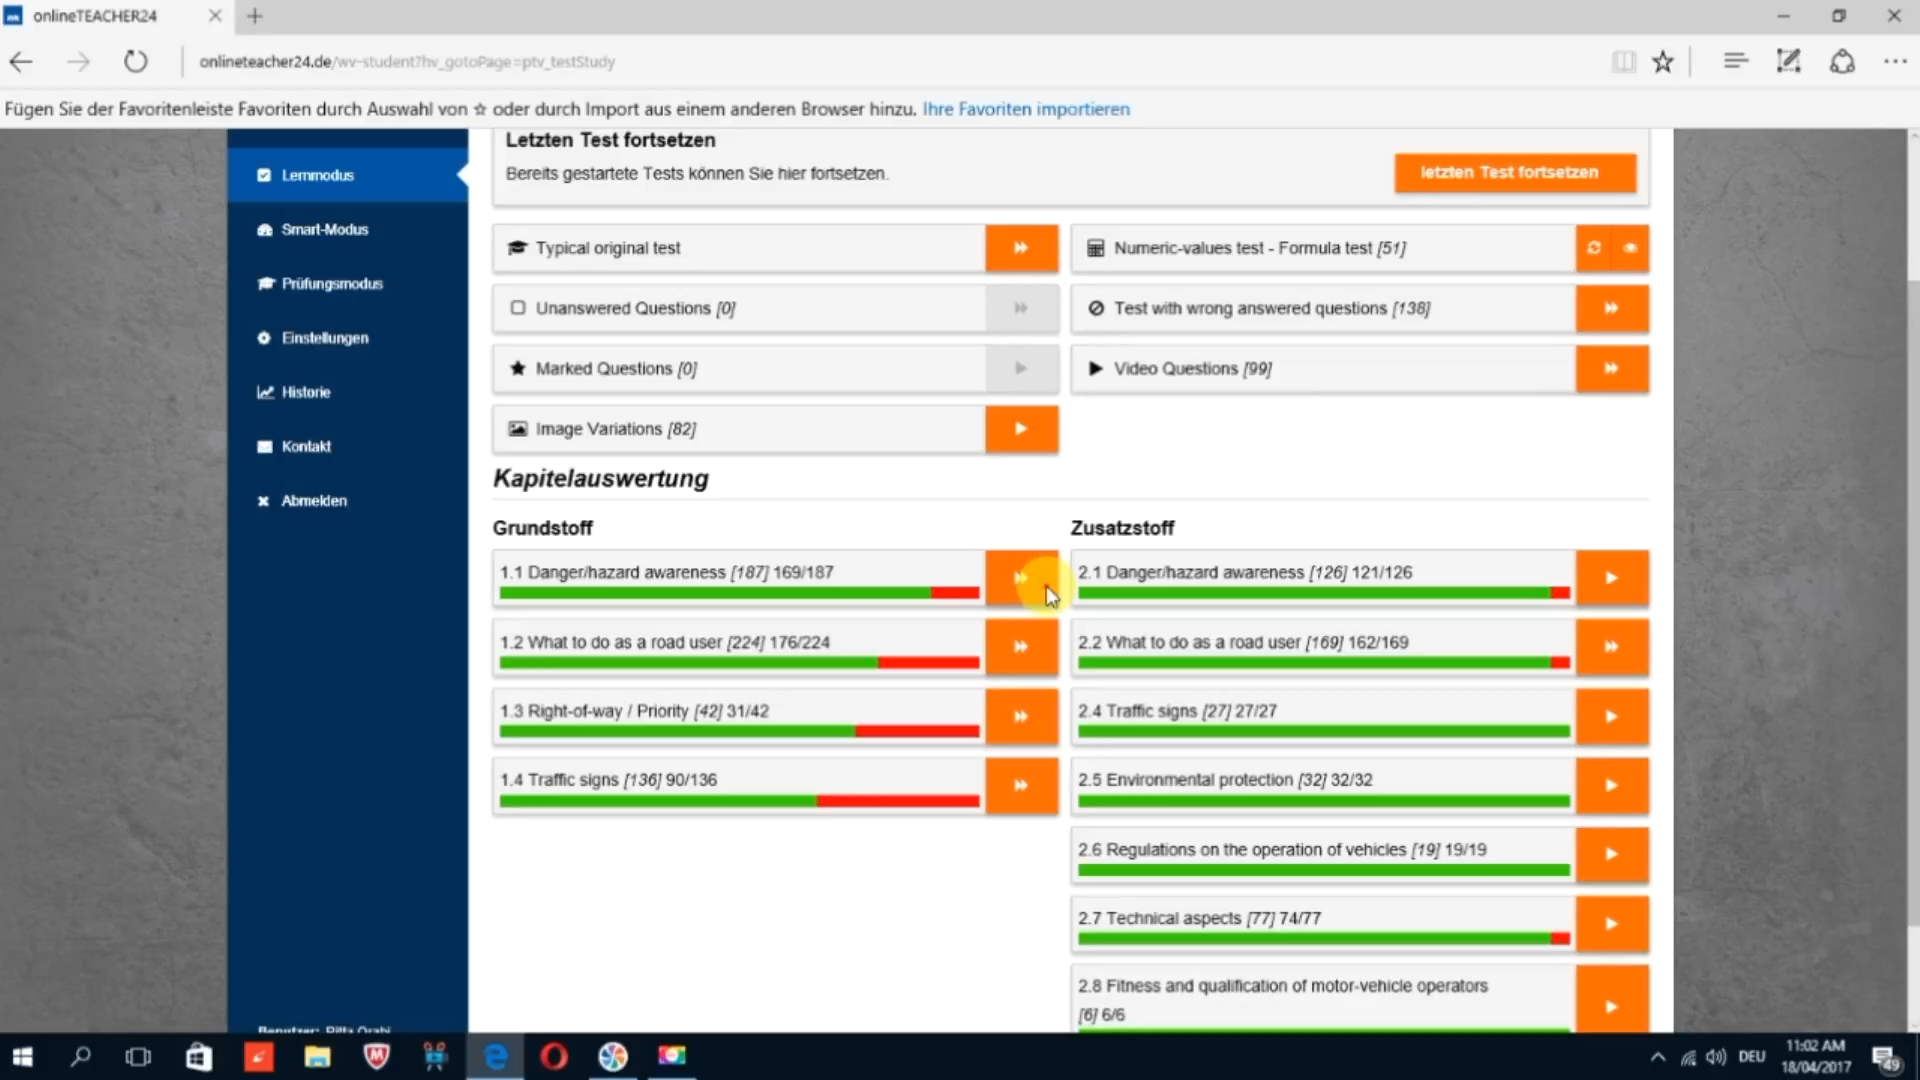 onlineTEACHER24
onlineteacher24.de/wv-student?hv_gotoPage=ptv_testStudy
Fügen Sie der Favoritenleiste Favoriten durch Auswahl von ☆ oder durch Import aus einem anderen Browser hinzu. Ihre Favoriten importieren
Letzten Test fortsetzen
Bereits gestartete Tests können Sie hier fortsetzen.
letzten Test fortsetzen
Lernmodus
Smart-Modus
Prüfungsmodus
Einstellungen
Historie
Kontakt
Abmelden
Typical original test
Numeric-values test - Formula test [51]
Unanswered Questions [0]
Test with wrong answered questions [138]
Marked Questions [0]
Video Questions [99]
Image Variations [82]
Kapitelauswertung
Grundstoff
1.1 Danger/hazard awareness [187] 169/187
1.2 What to do as a road user [224] 176/224
1.3 Right-of-way / Priority [42] 31/42
1.4 Traffic signs [136] 90/136
Zusatzstoff
2.1 Danger/hazard awareness [126] 121/126
2.2 What to do as a road user [169] 162/169
2.4 Traffic signs [27] 27/27
2.5 Environmental protection [32] 32/32
2.6 Regulations on the operation of vehicles [19] 19/19
2.7 Technical aspects [77] 74/77
2.8 Fitness and qualification of motor-vehicle operators
[6] 6/6
DEU
11:02 AM
18/04/2017
49